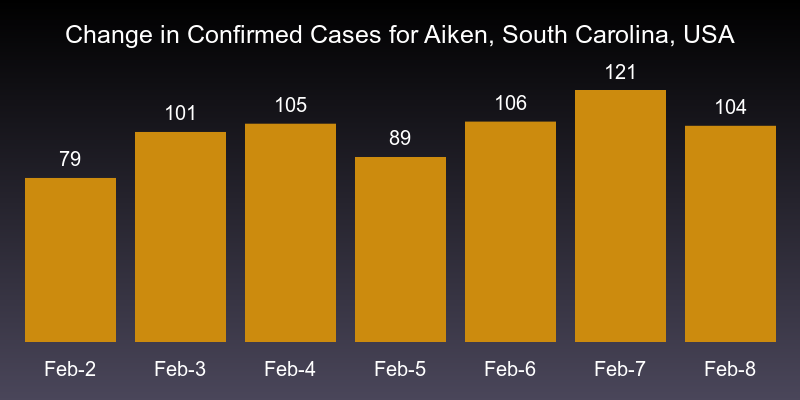 Change in Confirmed Cases for Aiken, South Carolina, USA
79
101
105
89
106
121
104
Feb-2
Feb-3
Feb-4
Feb-5
Feb-6
Feb-7
Feb-8